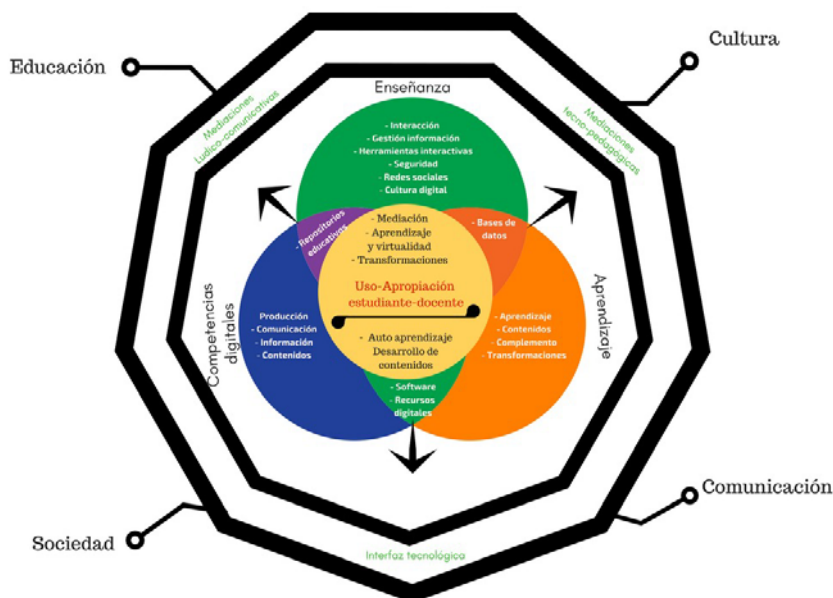 Educación
Cultura
Mediaciones
Ludico-comunicativas
Mediaciones
tecno-pedagógicas
Enseñanza
- Interacción
- Gestión información
- Herramientas interactivas
- Seguridad
- Redes sociales
- Cultura digital
- Repositorios
educativos
- Mediación
- Aprendizaje
y virtualidad
- Transformaciones
- Bases de
datos
Uso-Apropiación
estudiante-docente
- Auto aprendizaje
Desarrollo de
contenidos
Competencias
digitales
Producción
- Comunicación
- Información
- Contenidos
- Aprendizaje
- Contenidos
- Complemento
- Transformaciones
Aprendizaje
- Software
- Recursos
digitales
Comunicación
Sociedad
Interfaz tecnológica